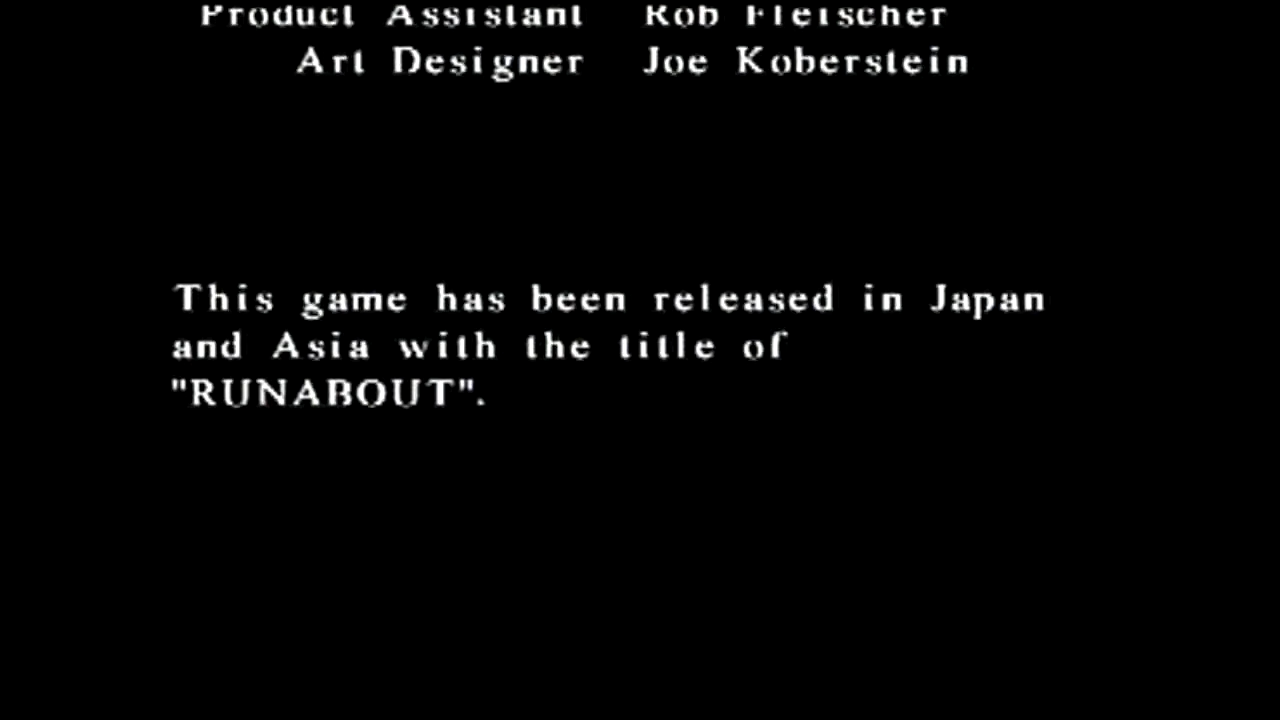 Product Assistant Rob Fleischer
Art Designer Joe Koberstein
This game has been released in Japan
and Asia with the title of
"RUNABOUT".